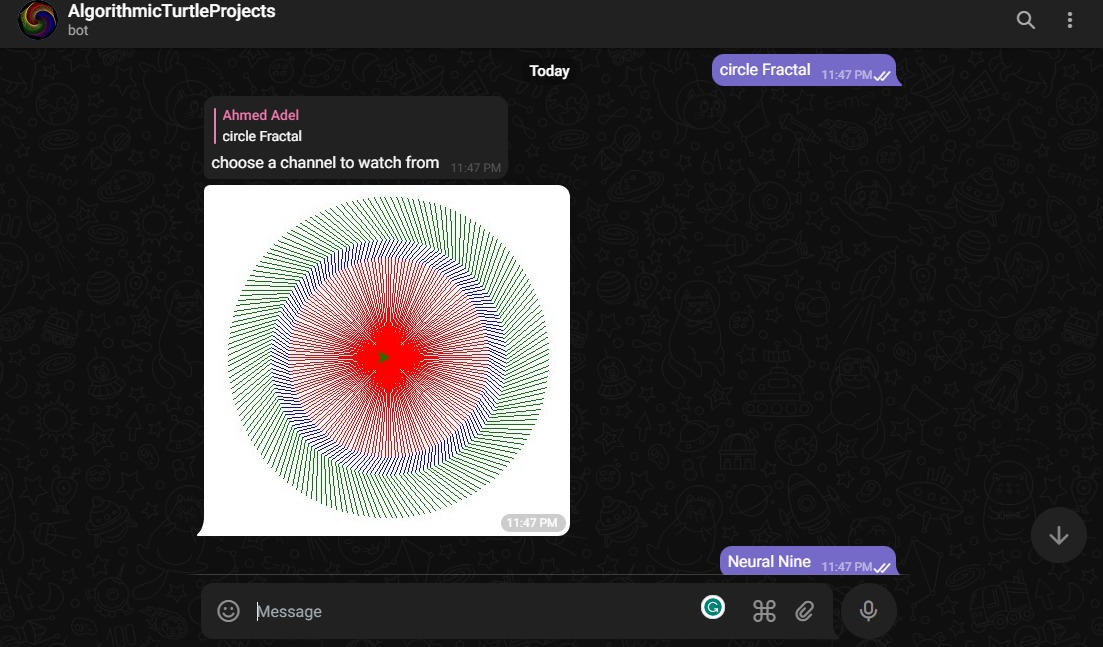 AlgorithmicTurtleProjects
bot
Today
circle Fractal 11:47 PM
Ahmed Adel
circle Fractal
choose a channel to watch from 11:47 PM
11:47 PM
Neural Nine 11:47 PM
Message